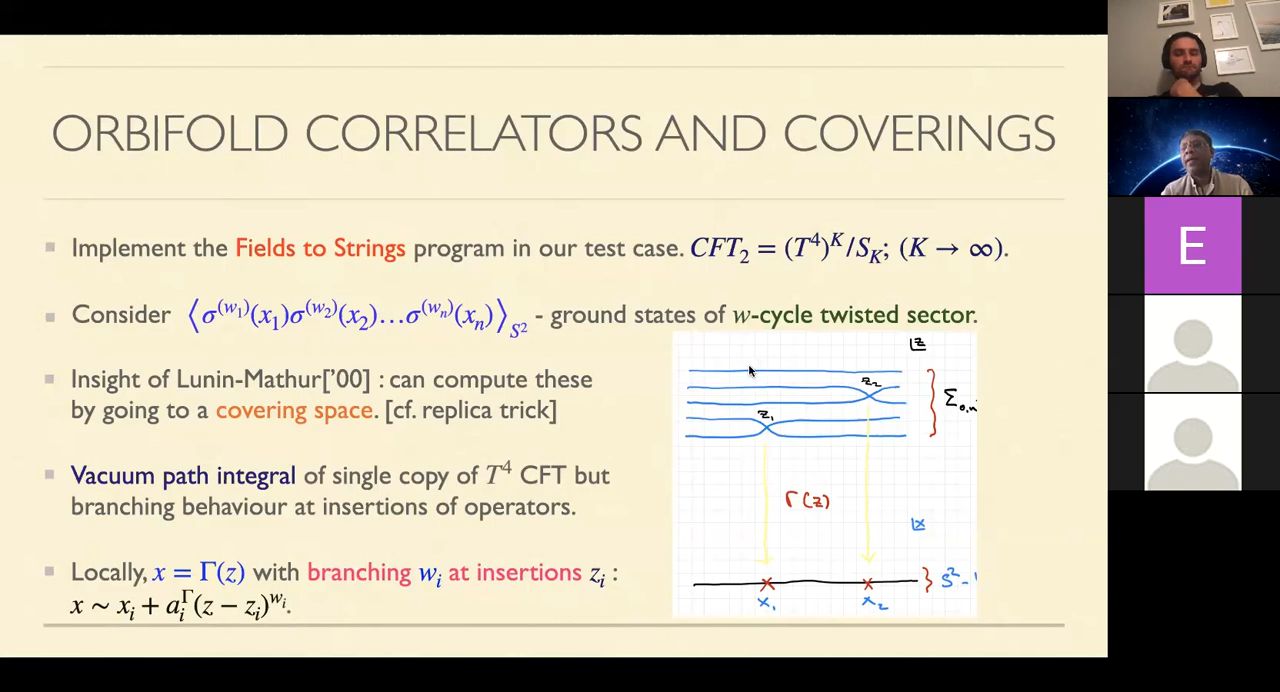 ORBIFOLD CORRELATORS AND COVERINGS
Implement the Fields to Strings program in our test case. CFT₂ = (T⁴)ᴷ/S_K; (K → ∞).
Consider ⟨σ^(w₁)(x₁)σ^(w₂)(x₂)…σ^(wₙ)(xₙ)⟩_S² - ground states of w-cycle twisted sector.
Insight of Lunin-Mathur['00] : can compute these
by going to a covering space. [cf. replica trick]
Vacuum path integral of single copy of T⁴ CFT but
branching behaviour at insertions of operators.
Locally, x = Γ(z) with branching wᵢ at insertions zᵢ :
x ~ xᵢ + aᵢ^Γ(z − zᵢ)^wᵢ.
z
z₂
z₁
Σ₀,ₙ
Γ(z)
x
S² -
x₁
x₂
E